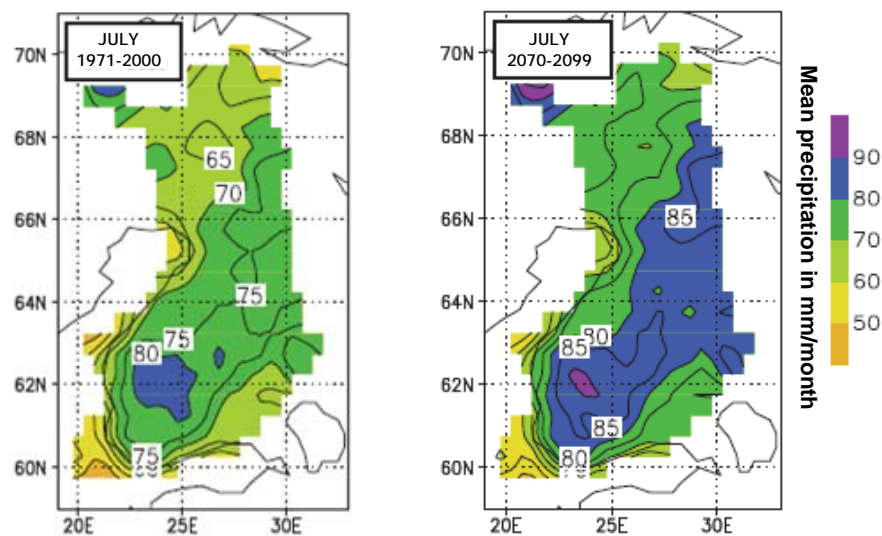 JULY
1971-2000
70N
68N
66N
64N
62N
60N
20E
25E
30E
65
70
75
75
80
75
JULY
2070-2099
70N
68N
66N
64N
62N
60N
20E
25E
30E
85
80
85
85
80
Mean precipitation in mm/month
90
80
70
60
50